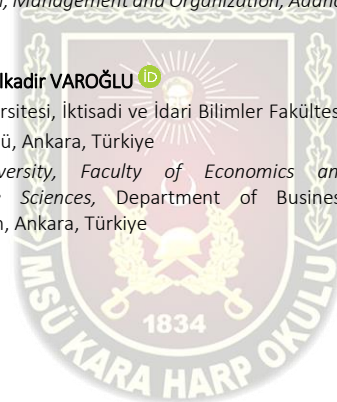 Management and Organization,
lkadir VAROĞLU iD
rsitesi, İktisadi ve İdari Bilimler Fakültes
ü, Ankara, Türkiye
versity, Faculty of Economics an
e Sciences, Department of Busines
n, Ankara, Türkiye
1834
MSÜ KARA HARP OKULU